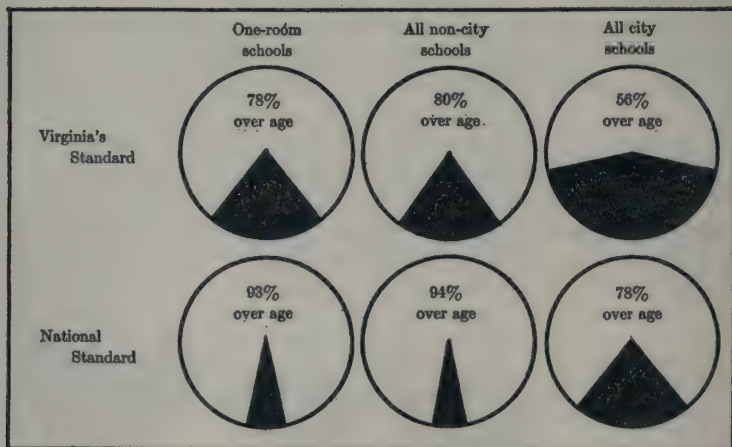 One-room
schools
All non-city
schools
All city
schools
Virginia's
Standard
78%
over age
80%
over age.
56%
over age
National
Standard
93%
over age
94%
over age
78%
over age